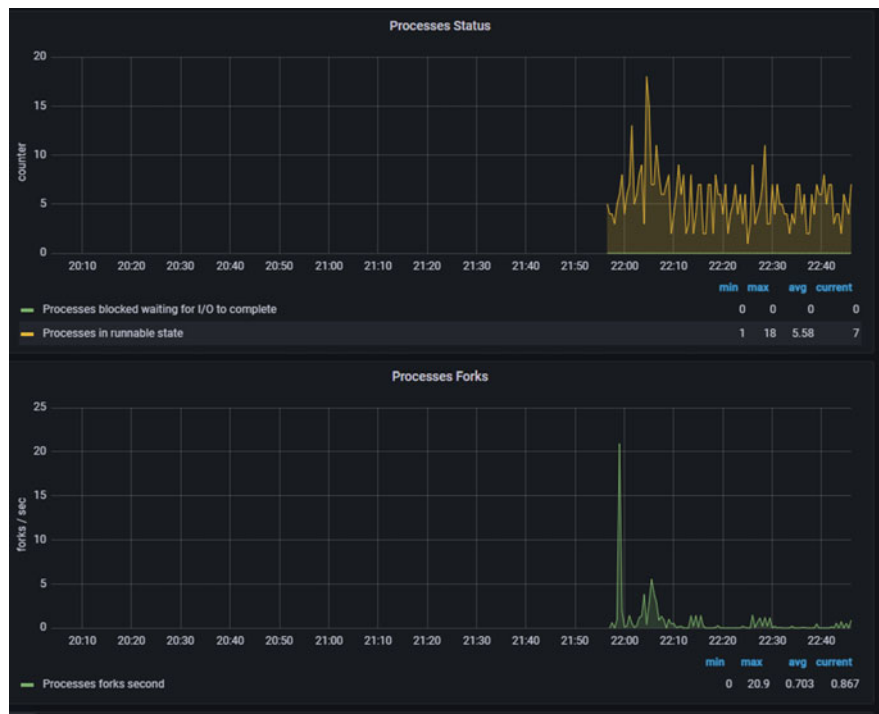 Processes Status
20
15
10
5
0
counter
20:10 20:20 20:30 20:40 20:50 21:00 21:10 21:20 21:30 21:40 21:50 22:00 22:10 22:20 22:30 22:40
min max avg current
Processes blocked waiting for I/O to complete 0 0 0 0
Processes in runnable state 1 18 5.58 7
Processes Forks
25
20
15
10
5
0
forks / sec
20:10 20:20 20:30 20:40 20:50 21:00 21:10 21:20 21:30 21:40 21:50 22:00 22:10 22:20 22:30 22:40
min max avg current
Processes forks second 0 20.9 0.703 0.867